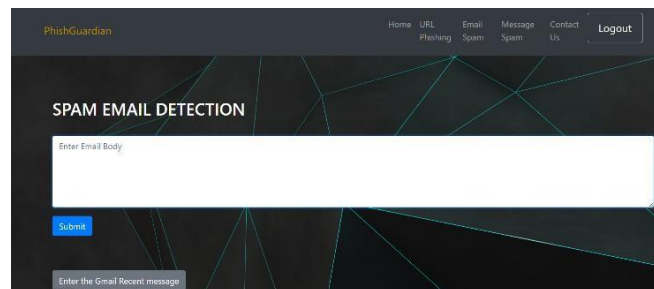 PhishGuardian
Home URL Phishing Email Spam Message Spam Contact Us Logout
SPAM EMAIL DETECTION
Enter Email Body
Submit
Enter the Gmail Recent message